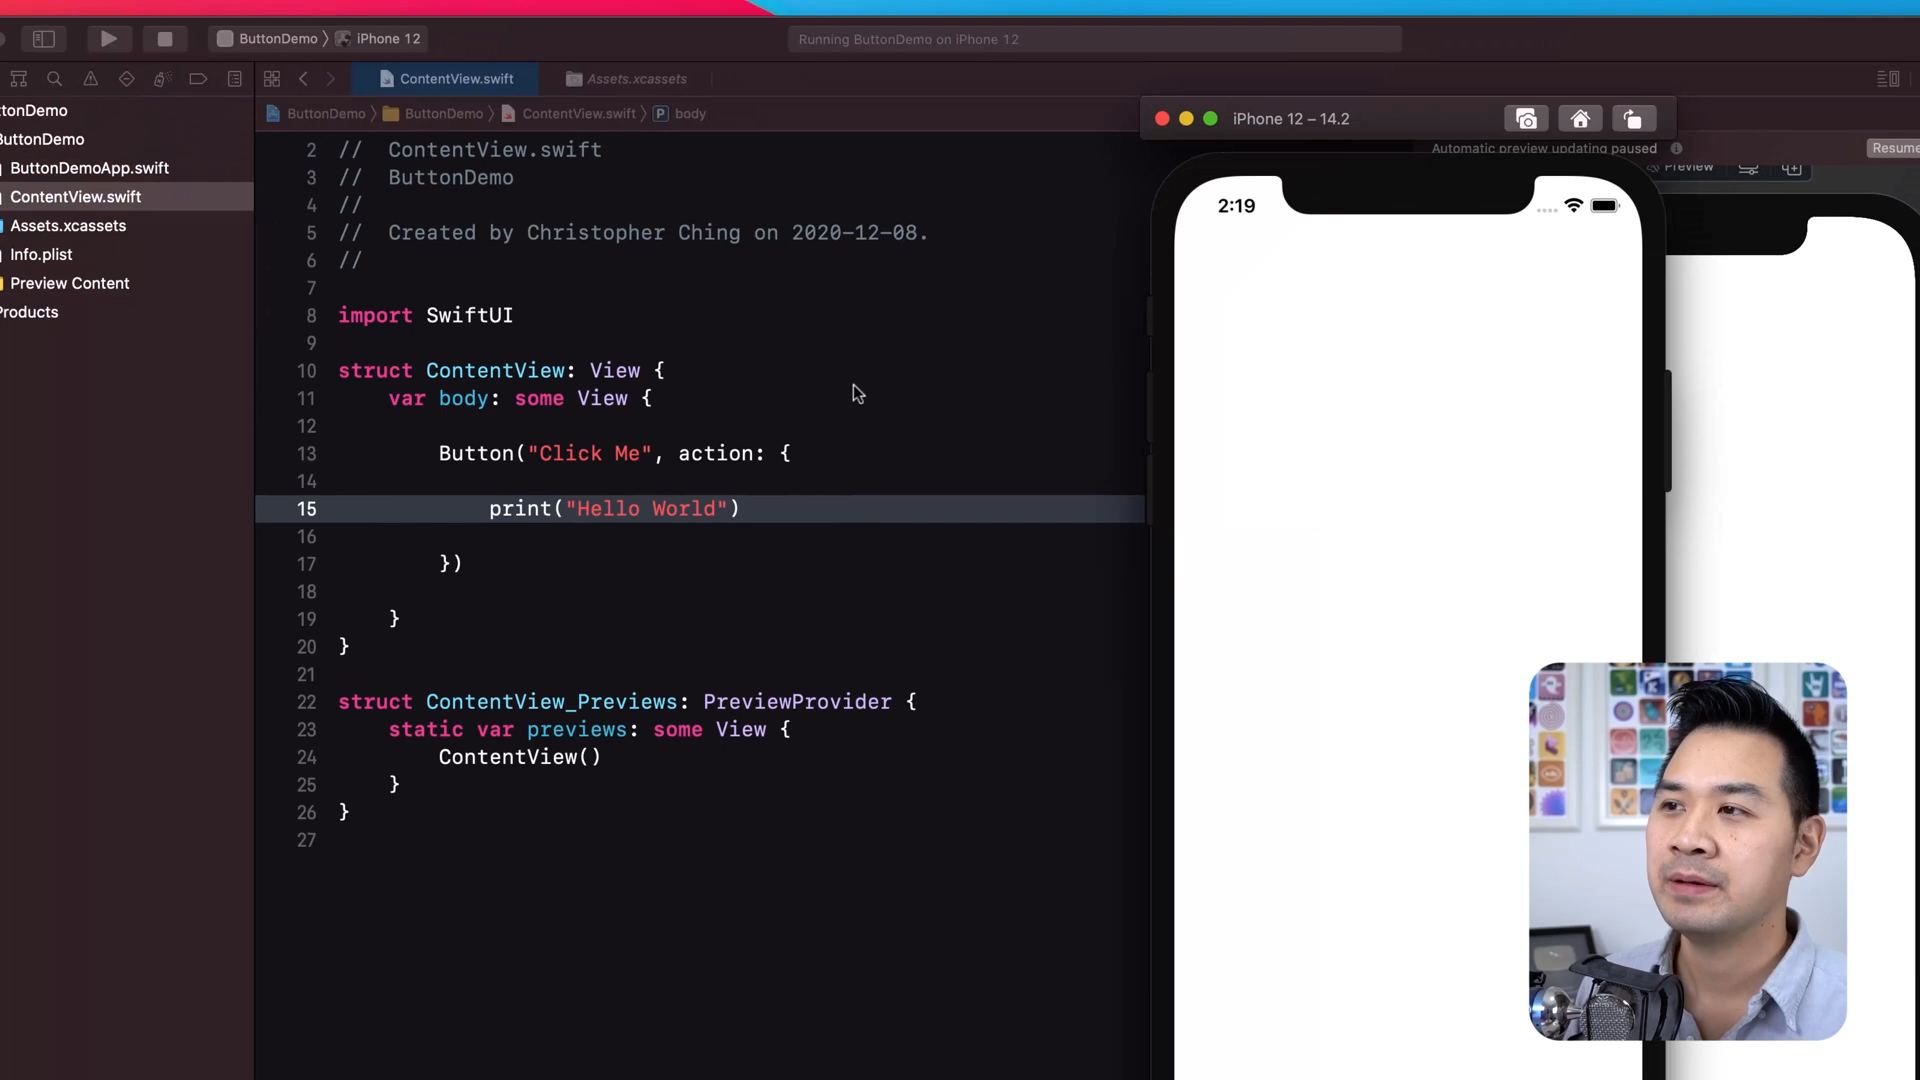 ButtonDemo 〉 iPhone 12
Running ButtonDemo on iPhone 12
ContentView.swift
Assets.xcassets
ButtonDemo 〉 ButtonDemo 〉 ContentView.swift 〉 P body
iPhone 12 – 14.2
Automatic preview updating paused
Resume
Preview
tonDemo
ButtonDemo
ButtonDemoApp.swift
ContentView.swift
Assets.xcassets
Info.plist
Preview Content
Products
2 //  ContentView.swift
3 //  ButtonDemo
4 //
5 //  Created by Christopher Ching on 2020-12-08.
6 //
7
8 import SwiftUI
9
10 struct ContentView: View {
11     var body: some View {
12
13         Button("Click Me", action: {
14
15             print("Hello World")
16
17         })
18
19     }
20 }
21
22 struct ContentView_Previews: PreviewProvider {
23     static var previews: some View {
24         ContentView()
25     }
26 }
27
2:19